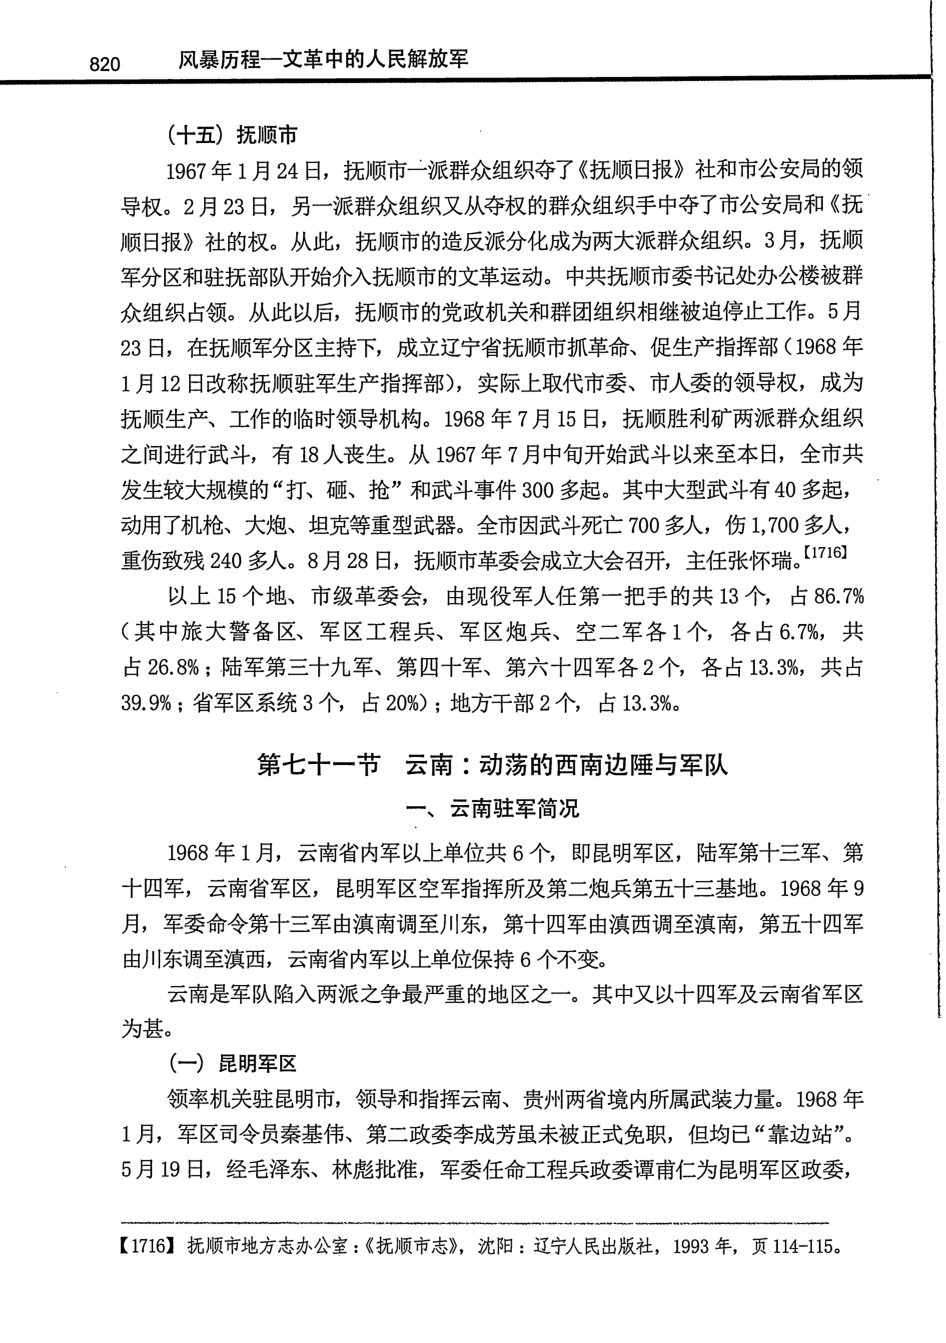 820 风暴历程—文革中的人民解放军
(十五) 抚顺市
1967 年 1 月 24 日，抚顺市一派群众组织夺了《抚顺日报》社和市公安局的领
导权。2 月 23 日，另一派群众组织又从夺权的群众组织手中夺了市公安局和《抚
顺日报》社的权。从此，抚顺市的造反派分化成为两大派群众组织。3 月，抚顺
军分区和驻抚部队开始介入抚顺市的文革运动。中共抚顺市委书记处办公楼被群
众组织占领。从此以后，抚顺市的党政机关和群团组织相继被迫停止工作。5 月
23 日，在抚顺军分区主持下，成立辽宁省抚顺市抓革命、促生产指挥部（1968 年
1 月 12 日改称抚顺驻军生产指挥部），实际上取代市委、市人委的领导权，成为
抚顺生产、工作的临时领导机构。1968 年 7 月 15 日，抚顺胜利矿两派群众组织
之间进行武斗，有 18 人丧生。从 1967 年 7 月中旬开始武斗以来至本日，全市共
发生较大规模的“打、砸、抢”和武斗事件 300 多起。其中大型武斗有 40 多起，
动用了机枪、大炮、坦克等重型武器。全市因武斗死亡 700 多人，伤 1,700 多人，
重伤致残 240 多人。8 月 28 日，抚顺市革委会成立大会召开，主任张怀瑞。【1716】
以上 15 个地、市级革委会，由现役军人任第一把手的共 13 个，占 86.7%
（其中旅大警备区、军区工程兵、军区炮兵、空二军各 1 个，各占 6.7%，共
占 26.8%；陆军第三十九军、第四十军、第六十四军各 2 个，各占 13.3%，共占
39.9%；省军区系统 3 个，占 20%）；地方干部 2 个，占 13.3%。
第七十一节 云南：动荡的西南边陲与军队
一、云南驻军简况
1968 年 1 月，云南省内军以上单位共 6 个，即昆明军区，陆军第十三军、第
十四军，云南省军区，昆明军区空军指挥所及第二炮兵第五十三基地。1968 年 9
月，军委命令第十三军由滇南调至川东，第十四军由滇西调至滇南，第五十四军
由川东调至滇西，云南省内军以上单位保持 6 个不变。
云南是军队陷入两派之争最严重的地区之一。其中又以十四军及云南省军区
为甚。
(一) 昆明军区
领率机关驻昆明市，领导和指挥云南、贵州两省境内所属武装力量。1968 年
1 月，军区司令员秦基伟、第二政委李成芳虽未被正式免职，但均已“靠边站”。
5 月 19 日，经毛泽东、林彪批准，军委任命工程兵政委谭甫仁为昆明军区政委，
【1716】抚顺市地方志办公室：《抚顺市志》，沈阳：辽宁人民出版社，1993 年，页 114-115。